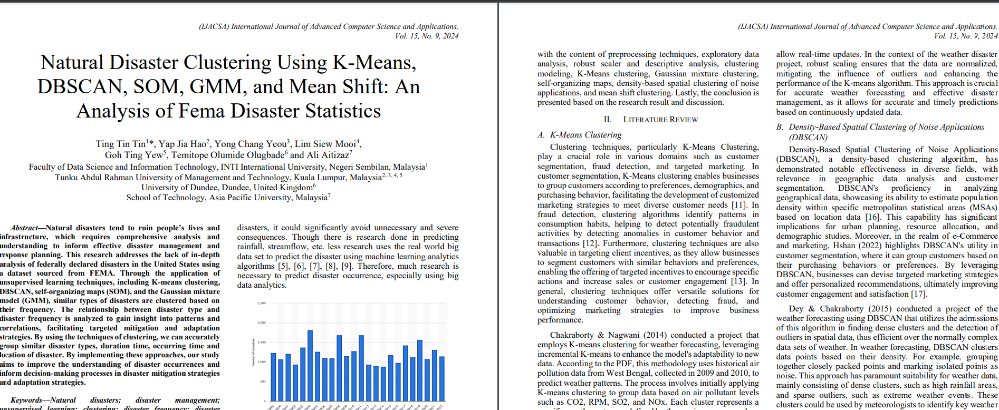 (IJACSA) International Journal of Advanced Computer Science and Applications,
Vol. 15, No. 9, 2024
Natural Disaster Clustering Using K-Means,
DBSCAN, SOM, GMM, and Mean Shift: An
Analysis of Fema Disaster Statistics
Ting Tin Tin1*, Yap Jia Hao2, Yong Chang Yeou3, Lim Siew Mooi4,
Goh Ting Yew5, Temitope Olumide Olugbade6 and Ali Aitizaz7
Faculty of Data Science and Information Technology, INTI International University, Negeri Sembilan, Malaysia1
Tunku Abdul Rahman University of Management and Technology, Kuala Lumpur, Malaysia2, 3, 4, 5
University of Dundee, Dundee, United Kingdom6
School of Technology, Asia Pacific University, Malaysia7
Abstract—Natural disasters tend to ruin people's lives and
infrastructure, which requires comprehensive analysis and
understanding to inform effective disaster management and
response planning. This research addresses the lack of in-depth
analysis of federally declared disasters in the United States using
a dataset sourced from FEMA. Through the application of
unsupervised learning techniques, including K-means clustering,
DBSCAN, self-organizing maps (SOM), and the Gaussian mixture
model (GMM), similar types of disasters are clustered based on
their frequency. The relationship between disaster type and
disaster frequency is analyzed to gain insight into patterns and
correlations, facilitating targeted mitigation and adaptation
strategies. By using the techniques of clustering, we can accurately
group similar disaster types, duration time, occurring time and
location of disaster. By implementing these approaches, our study
aims to improve the understanding of disaster occurrences and
inform decision-making processes in disaster mitigation strategies
and adaptation strategies.
Keywords—Natural disasters; disaster management;
unsupervised learning; clustering; disaster frequency; disaster
disasters, it could significantly avoid unnecessary and severe
consequences. Though there is research done in predicting
rainfall, streamflow, etc. less research uses the real world big
data set to predict the disaster using machine learning analytics
algorithms [5], [6], [7], [8], [9]. Therefore, much research is
necessary to predict disaster occurrence, especially using big
data analytics.
2,500
2,000
1,500
1,000
500
0
Number of tornadoes
1995 2000 2001 2002 2003 2004 2005 2006 2007 2008 2009 2010 2011 2012 2013 2014 2015 2016 2017 2018 2019 2020 2021 2022
(IJACSA) International Journal of Advanced Computer Science and Applications,
Vol. 15, No. 9, 2024
with the content of preprocessing techniques, exploratory data
analysis, robust scaler and descriptive analysis, clustering
modeling, K-Means clustering, Gaussian mixture clustering,
self-organizing maps, density-based spatial clustering of noise
applications, and mean shift clustering. Lastly, the conclusion is
presented based on the research result and discussion.
II. LITERATURE REVIEW
A. K-Means Clustering
Clustering techniques, particularly K-Means Clustering,
play a crucial role in various domains such as customer
segmentation, fraud detection, and targeted marketing. In
customer segmentation, K-Means clustering enables businesses
to group customers according to preferences, demographics, and
purchasing behavior, facilitating the development of customized
marketing strategies to meet diverse customer needs [11]. In
fraud detection, clustering algorithms identify patterns in
consumption habits, helping to detect potentially fraudulent
activities by detecting anomalies in customer behavior and
transactions [12]. Furthermore, clustering techniques are also
valuable in targeting client incentives, as they allow businesses
to segment customers with similar behaviors and preferences,
enabling the offering of targeted incentives to encourage specific
actions and increase sales or customer engagement [13]. In
general, clustering techniques offer versatile solutions for
understanding customer behavior, detecting fraud, and
optimizing marketing strategies to improve business
performance.
Chakraborty & Nagwani (2014) conducted a project that
employs K-means clustering for weather forecasting, leveraging
incremental K-means to enhance the model's adaptability to new
data. According to the PDF, this methodology uses historical air
pollution data from West Bengal, collected in 2009 and 2010, to
predict weather patterns. The process involves initially applying
K-means clustering to group data based on air pollutant levels
such as CO2, RPM, SO2, and NOx. Each cluster represents a
allow real-time updates. In the context of the weather disaster
project, robust scaling ensures that the data are normalized,
mitigating the influence of outliers and enhancing the
performance of the K-means algorithm. This approach is crucial
for accurate weather forecasting and effective disaster
management, as it allows for accurate and timely predictions
based on continuously updated data.
B. Density-Based Spatial Clustering of Noise Applications
(DBSCAN)
Density-Based Spatial Clustering of Noise Applications
(DBSCAN), a density-based clustering algorithm, has
demonstrated notable effectiveness in diverse fields, with
relevance in geographic data analysis and customer
segmentation. DBSCAN's proficiency in analyzing
geographical data, showcasing its ability to estimate population
density within specific metropolitan statistical areas (MSAs)
based on location data [16]. This capability has significant
implications for urban planning, resource allocation, and
demographic studies. Moreover, in the realm of e-Commerce
and marketing, Hshan (2022) highlights DBSCAN's utility in
customer segmentation, where it can group customers based on
their purchasing behaviors or preferences. By leveraging
DBSCAN, businesses can devise targeted marketing strategies
and offer personalized recommendations, ultimately improving
customer engagement and satisfaction [17].
Dey & Chakraborty (2015) conducted a project of the
weather forecasting using DBSCAN that utilizes the admissions
of this algorithm in finding dense clusters and the detection of
outliers in spatial data, thus efficient over the normally complex
data sets of weather. In weather forecasting, DBSCAN clusters
data points based on their density. For example, grouping
together closely packed points and marking isolated points as
noise. This approach has paramount suitability for weather data,
mainly consisting of dense clusters, such as high rainfall areas,
and sparse outliers, such as extreme weather events. These
clusters could be used by meteorologists to identify key weather